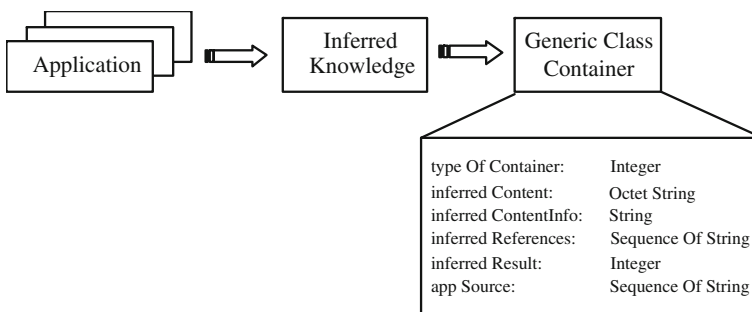 Application
Inferred
Knowledge
Generic Class
Container
type Of Container: Integer
inferred Content: Octet String
inferred ContentInfo: String
inferred References: Sequence Of String
inferred Result: Integer
app Source: Sequence Of String